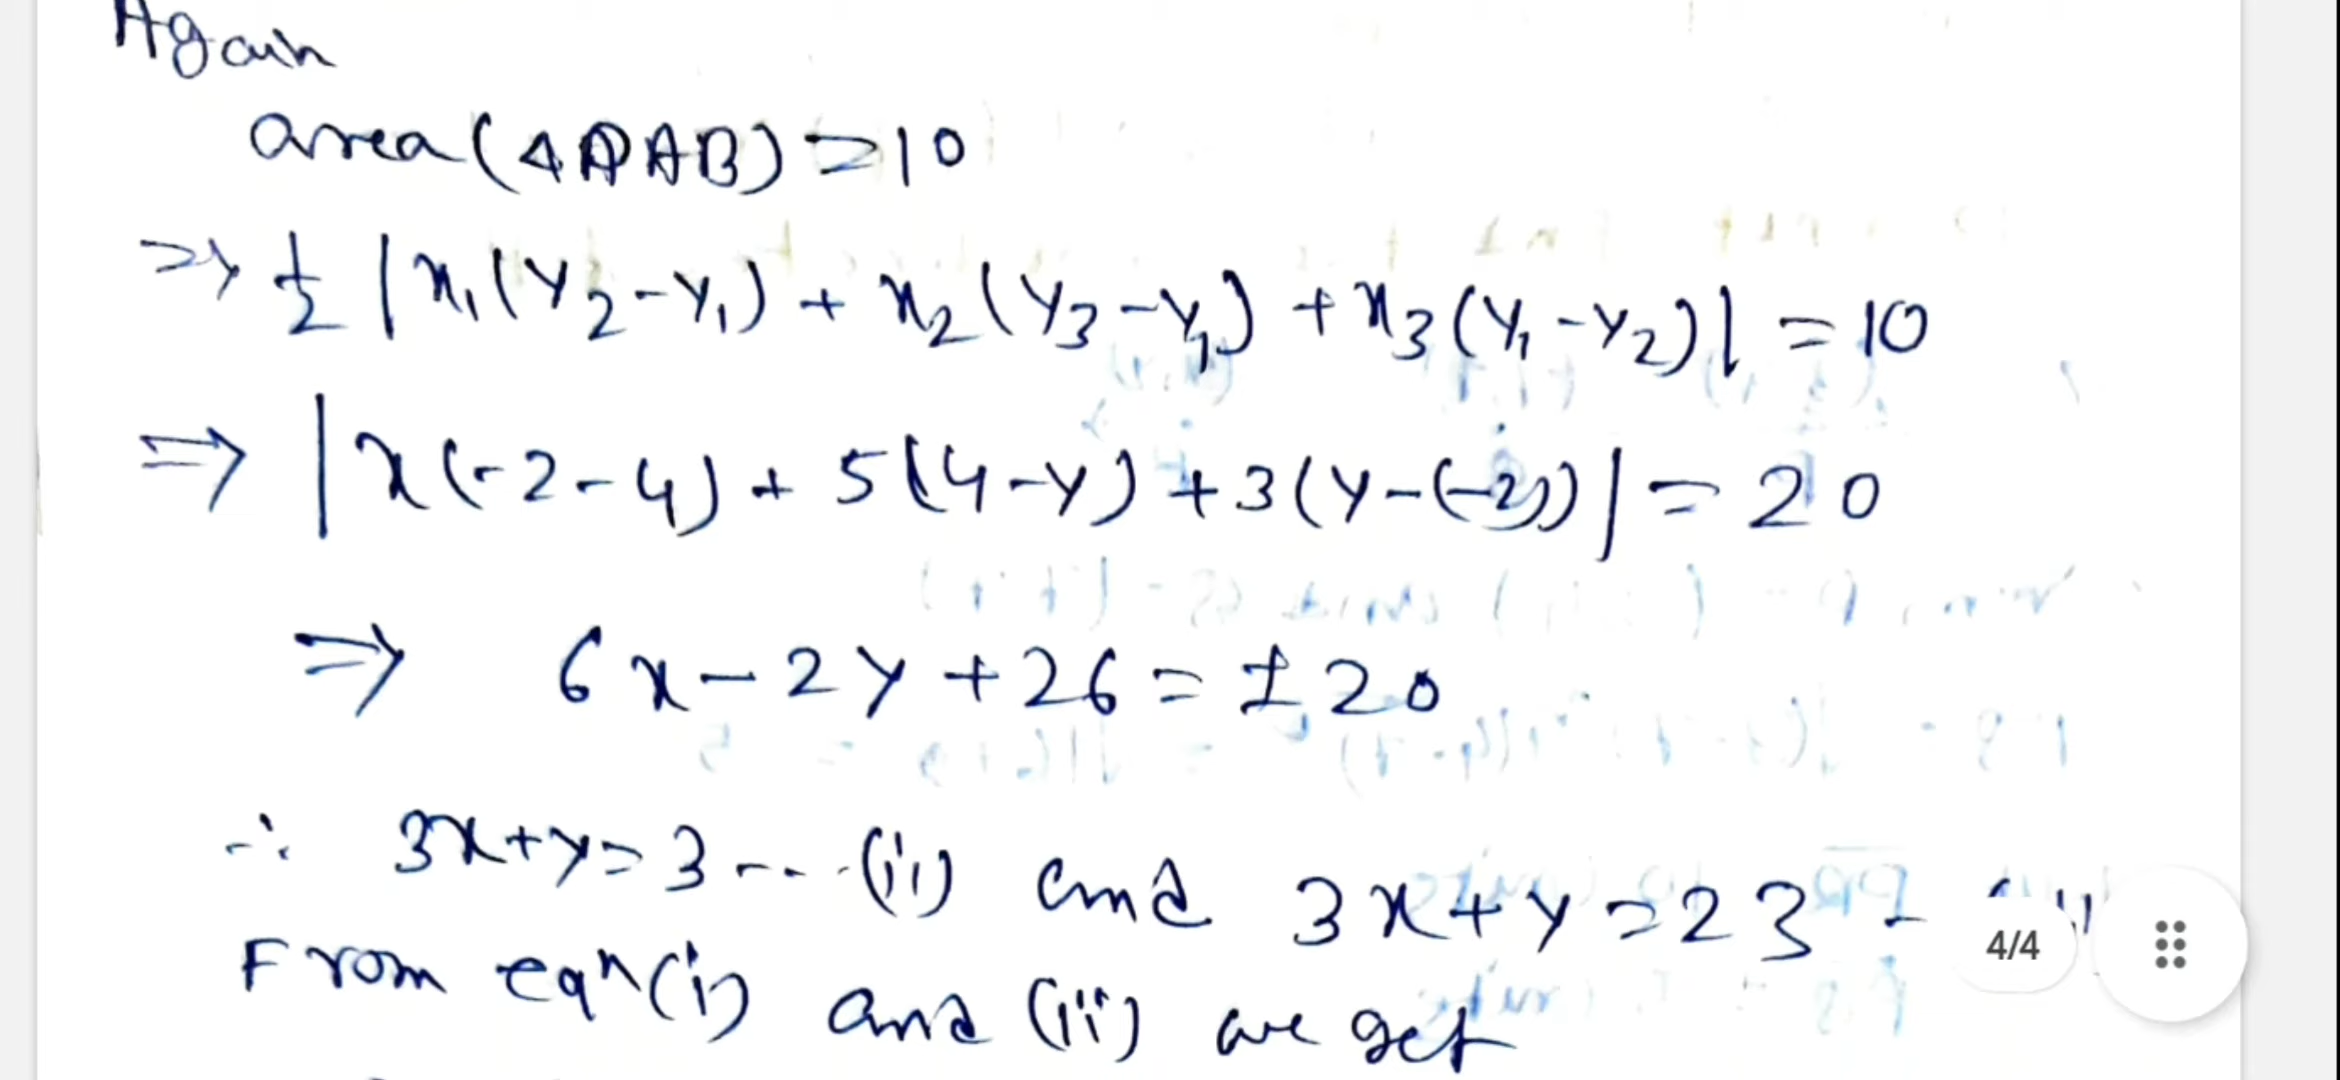 Again
area(△PAB)=10
=> 1/2 |x₁(y₂-y₁) + x₂(y₃-y₁) + x₃(y₁-y₂)| = 10
=> |x(-2-4) + 5(4-y) + 3(y-(-2))| = 20
=> 6x-2y+26 = ±20
∴ 3x+y=3 --- (ii) and 3x+y=23
From eqn(i) and (ii) we get
4/4